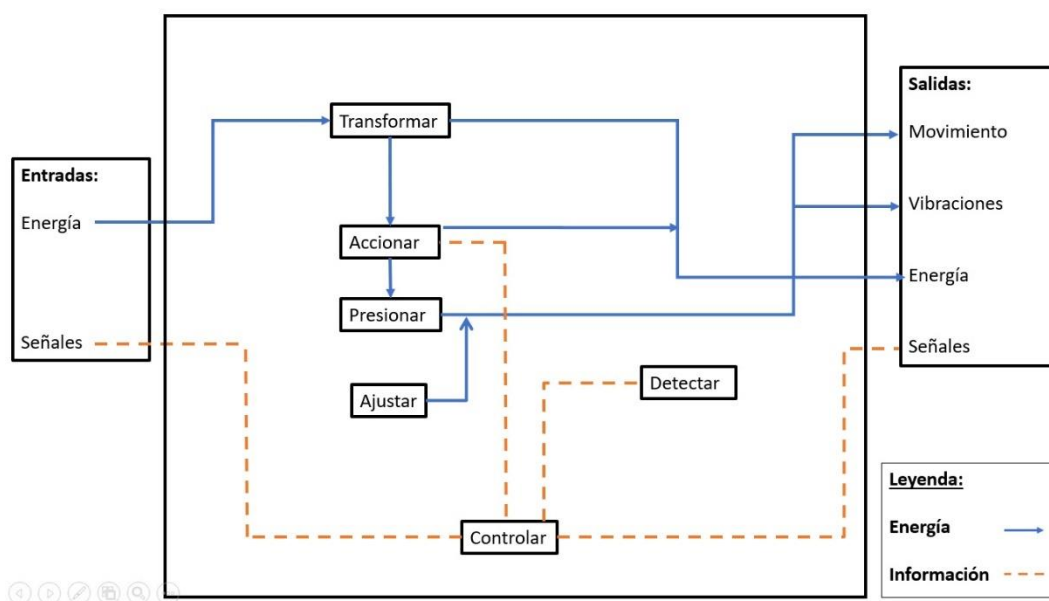 Entradas:
Energía
Señales
Transformar
Accionar
Presionar
Ajustar
Detectar
Controlar
Salidas:
Movimiento
Vibraciones
Energía
Señales
Leyenda:
Energía
Información